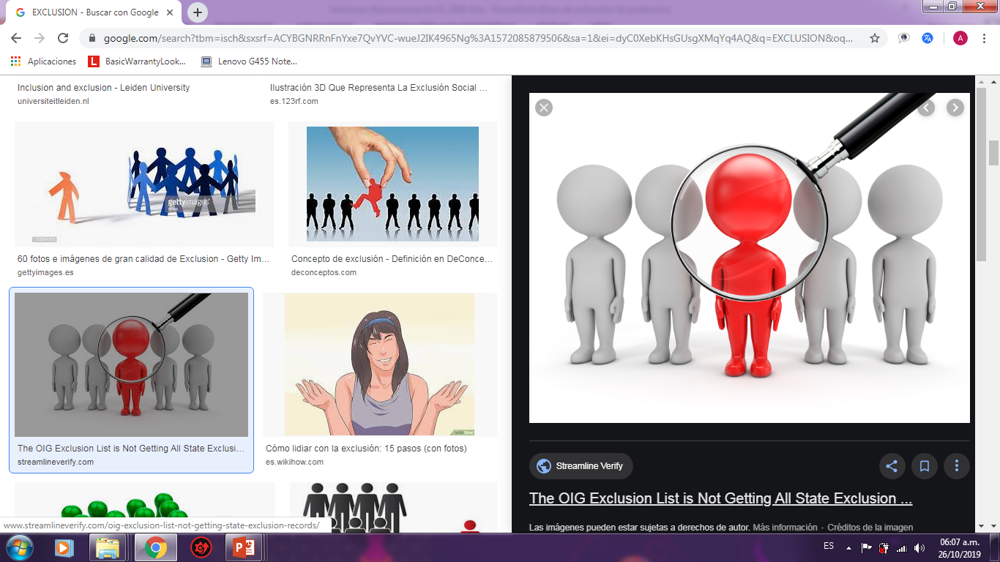 EXCLUSION - Buscar con Google
google.com/search?tbm=isch&sxsrf=ACYBGNRRnFnYxe7QvYVC-wueJ2IK4965Ng%3A1572085879506&sa=1&ei=dyC0XebKHsGUsgXMqYq4AQ&q=EXCLUSION&oq...
A
Aplicaciones
BasicWarrantyLook...
Lenovo G455 Note...
Inclusion and exclusion - Leiden University
universiteitleiden.nl
Ilustración 3D Que Representa La Exclusión Social ...
es.123rf.com
gettyimages
60 fotos e imágenes de gran calidad de Exclusion - Getty Im...
gettyimages.es
Concepto de exclusión - Definición en DeConce...
deconceptos.com
The OIG Exclusion List is Not Getting All State Exclusi...
streamlineverify.com
wikiHow
Cómo lidiar con la exclusión: 15 pasos (con fotos)
es.wikihow.com
Streamline Verify
The OIG Exclusion List is Not Getting All State Exclusion ...
Las imágenes pueden estar sujetas a derechos de autor. Más información - Créditos de la imagen
www.streamlineverify.com/oig-exclusion-list-not-getting-state-exclusion-records/
ES
06:07 a.m.
26/10/2019